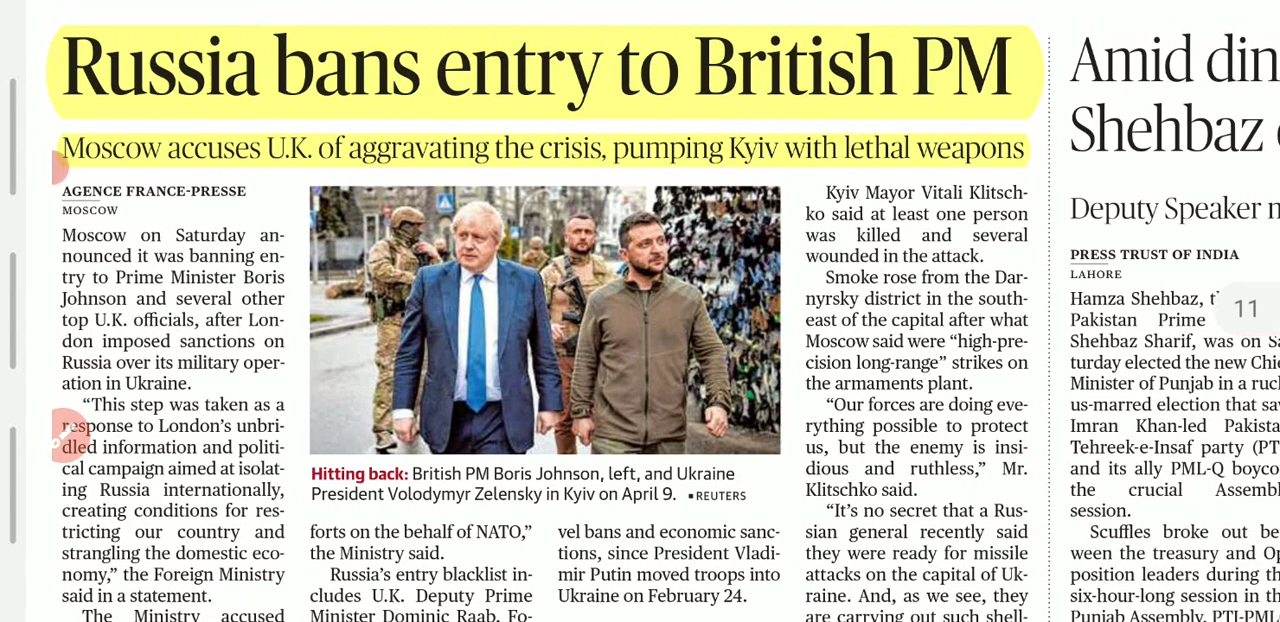 Russia bans entry to British PM
Moscow accuses U.K. of aggravating the crisis, pumping Kyiv with lethal weapons
AGENCE FRANCE-PRESSE
MOSCOW
Moscow on Saturday an-
nounced it was banning en-
try to Prime Minister Boris
Johnson and several other
top U.K. officials, after Lon-
don imposed sanctions on
Russia over its military oper-
ation in Ukraine.
“This step was taken as a
response to London’s unbri-
dled information and politi-
cal campaign aimed at isolat-
ing Russia internationally,
creating conditions for res-
tricting our country and
strangling the domestic eco-
nomy,” the Foreign Ministry
said in a statement.
The Ministry accused
Hitting back: British PM Boris Johnson, left, and Ukraine
President Volodymyr Zelensky in Kyiv on April 9. ▪REUTERS
forts on the behalf of NATO,”
the Ministry said.
Russia’s entry blacklist in-
cludes U.K. Deputy Prime
Minister Dominic Raab, Fo-
vel bans and economic sanc-
tions, since President Vladi-
mir Putin moved troops into
Ukraine on February 24.
Kyiv Mayor Vitali Klitsch-
ko said at least one person
was killed and several
wounded in the attack.
Smoke rose from the Dar-
nyrsky district in the south-
east of the capital after what
Moscow said were “high-pre-
cision long-range” strikes on
the armaments plant.
“Our forces are doing eve-
rything possible to protect
us, but the enemy is insi-
dious and ruthless,” Mr.
Klitschko said.
“It’s no secret that a Rus-
sian general recently said
they were ready for missile
attacks on the capital of Uk-
raine. And, as we see, they
are carrying out such shell-
Amid din
Shehbaz
Deputy Speaker
PRESS TRUST OF INDIA
LAHORE
Hamza Shehbaz,
Pakistan Prime
Shehbaz Sharif, was on Sa
turday elected the new Chi
Minister of Punjab in a ruc
us-marred election that sa
Imran Khan-led Pakista
Tehreek-e-Insaf party (PT
and its ally PML-Q boyco
the crucial Assemb
session.
Scuffles broke out be
ween the treasury and Op
position leaders during th
six-hour-long session in th
Punjab Assembly. PTI-PML
11